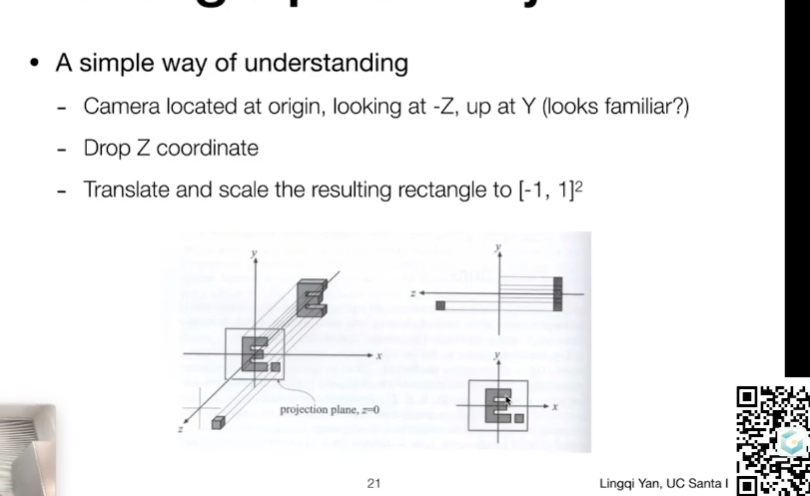 • A simple way of understanding
- Camera located at origin, looking at -Z, up at Y (looks familiar?)
- Drop Z coordinate
- Translate and scale the resulting rectangle to [-1, 1]²
y
x
z
projection plane, z=0
y
z
y
x
21
Lingqi Yan, UC Santa